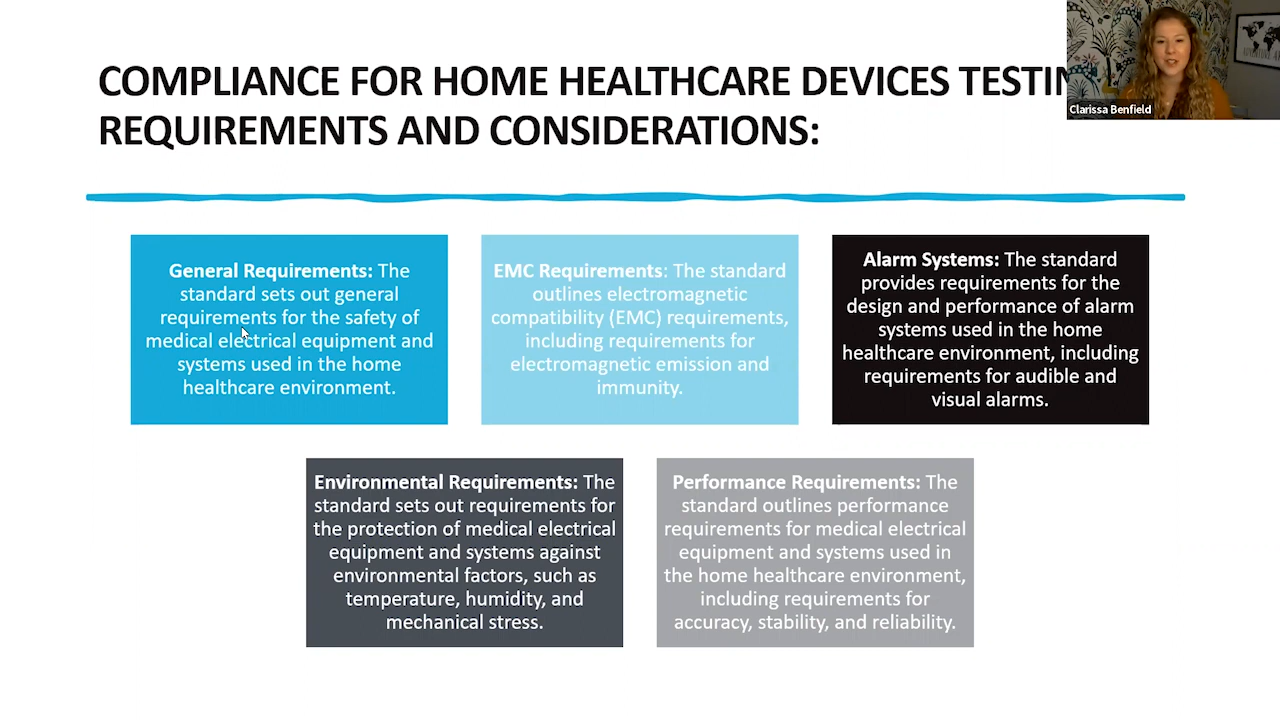 COMPLIANCE FOR HOME HEALTHCARE DEVICES
REQUIREMENTS AND CONSIDERATIONS:
Clarissa Benfield
General Requirements: The
standard sets out general
requirements for the safety of
medical electrical equipment and
systems used in the home
healthcare environment.
EMC Requirements: The standard
outlines electromagnetic
compatibility (EMC) requirements,
including requirements for
electromagnetic emission and
immunity.
Alarm Systems: The standard
provides requirements for the
design and performance of alarm
systems used in the home
healthcare environment, including
requirements for audible and
visual alarms.
Environmental Requirements: The
standard sets out requirements for
the protection of medical electrical
equipment and systems against
environmental factors, such as
temperature, humidity, and
mechanical stress.
Performance Requirements: The
standard outlines performance
requirements for medical electrical
equipment and systems used in
the home healthcare environment,
including requirements for
accuracy, stability, and reliability.